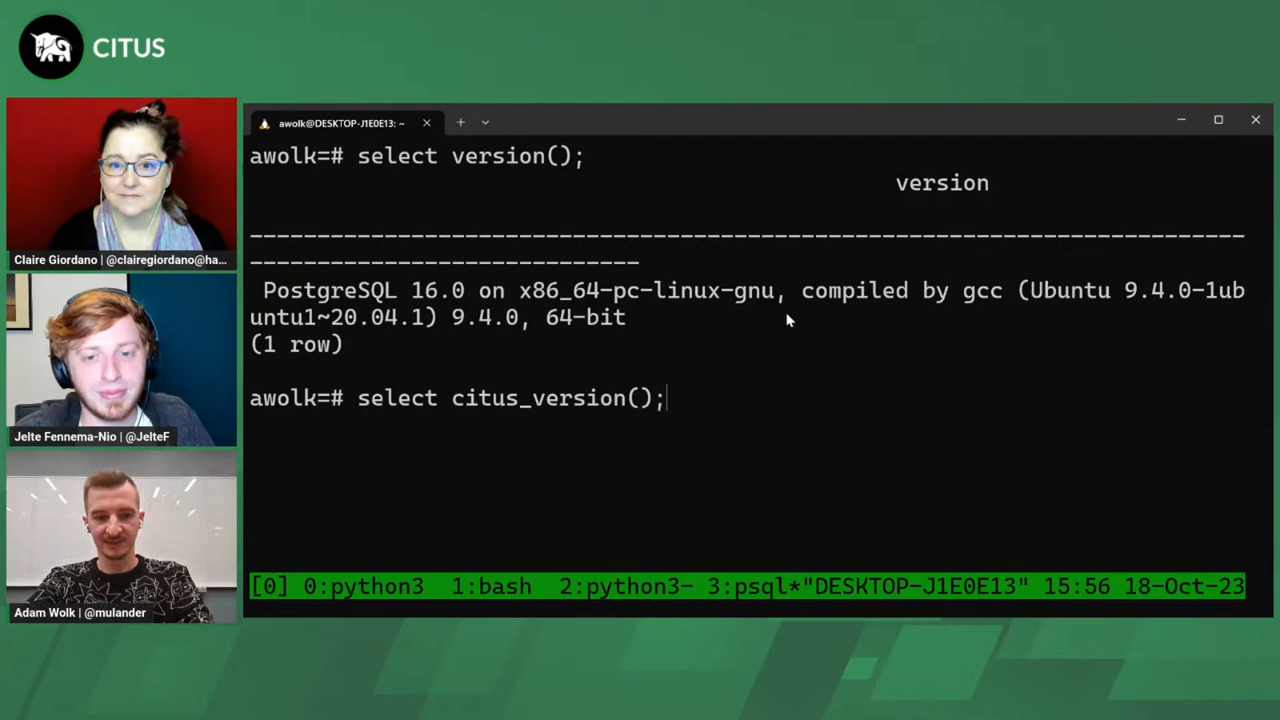 CITUS
awolk@DESKTOP-J1E0E13: ~
awolk=# select version();
version
--------------------------------------------------------------------------
-----------------------------
PostgreSQL 16.0 on x86_64-pc-linux-gnu, compiled by gcc (Ubuntu 9.4.0-1ub
untu1~20.04.1) 9.4.0, 64-bit
(1 row)
awolk=# select citus_version();
[0] 0:python3 1:bash 2:python3- 3:psql*"DESKTOP-J1E0E13" 15:56 18-Oct-23
Claire Giordano | @clairegiordano@ha...
Jelte Fennema-Nio | @JelteF
Adam Wolk | @mulander